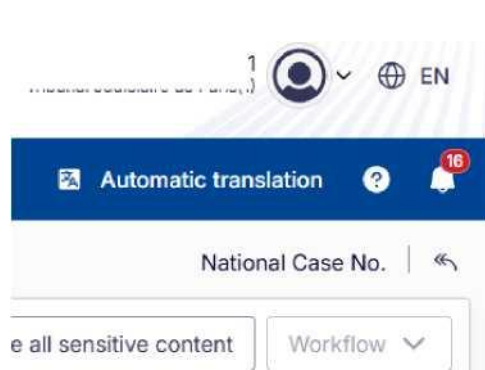 1
EN
Automatic translation
?
16
National Case No.
e all sensitive content
Workflow